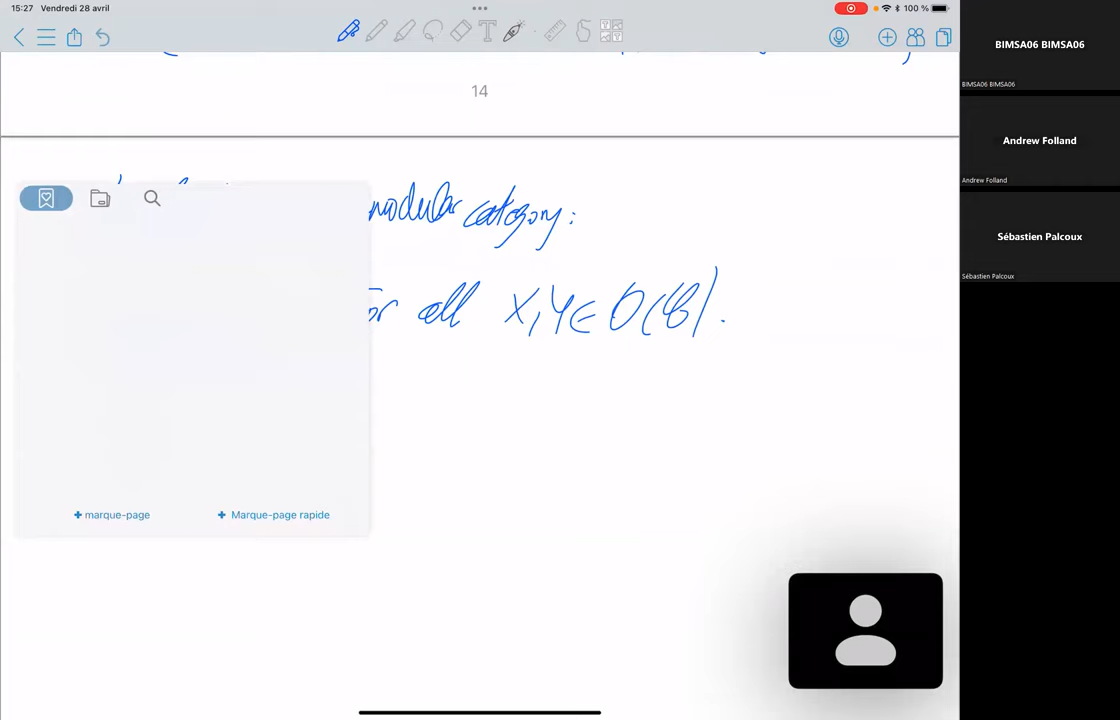 15:27 Vendredi 28 avril
100 %
14
modular category:
for all X, Y ∈ O(𝒞).
+ marque-page
+ Marque-page rapide
BIMSA06 BIMSA06
BIMSA06 BIMSA06
Andrew Folland
Andrew Folland
Sébastien Palcoux
Sébastien Palcoux